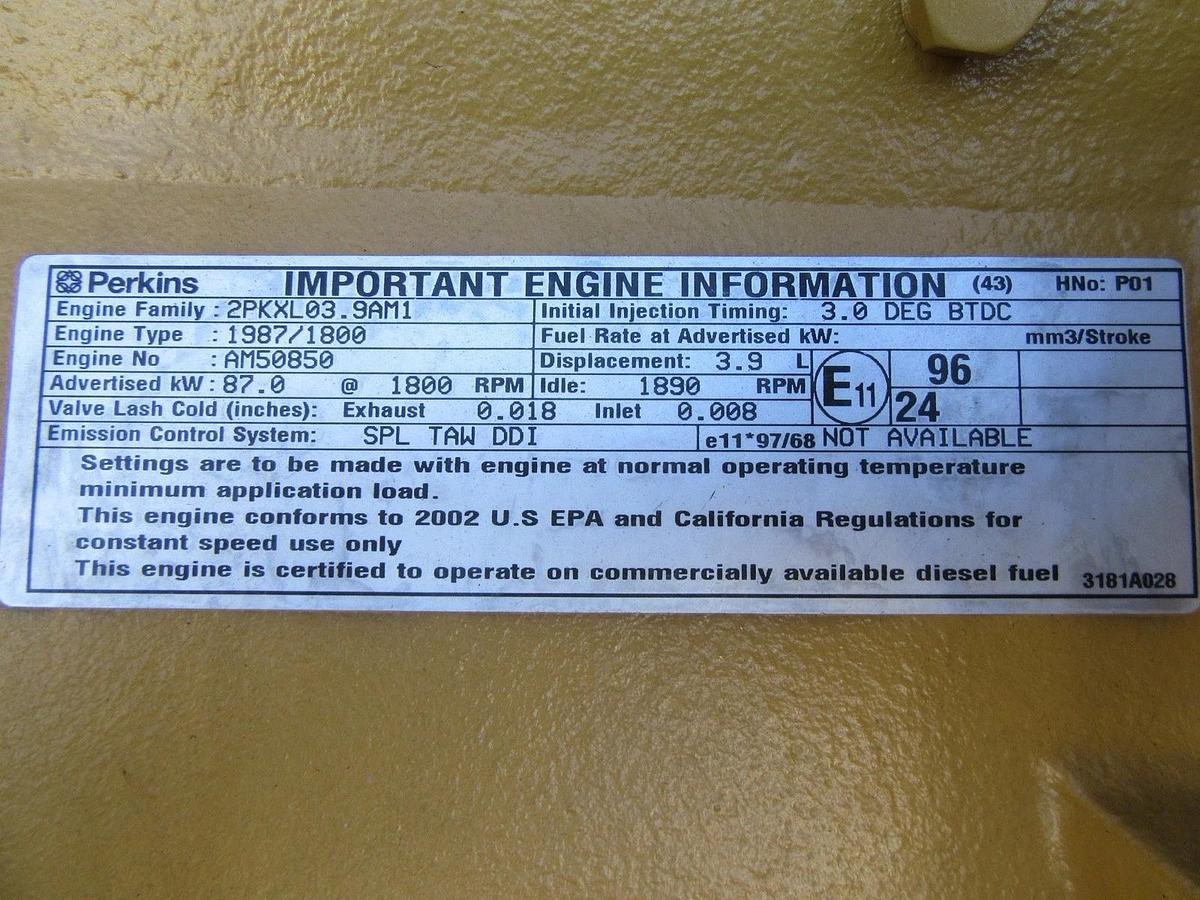 Perkins IMPORTANT ENGINE INFORMATION (43) HNo: P01
Engine Family : 2PKXL03.9AM1 Initial Injection Timing: 3.0 DEG BTDC
Engine Type : 1987/1800 Fuel Rate at Advertised kW: mm3/Stroke
Engine No : AM50850 Displacement: 3.9 L E11 96
Advertised kW : 87.0 @ 1800 RPM Idle: 1890 RPM
Valve Lash Cold (inches): Exhaust 0.018 Inlet 0.008 24
Emission Control System: SPL TAW DDI e11*97/68 NOT AVAILABLE
Settings are to be made with engine at normal operating temperature
minimum application load.
This engine conforms to 2002 U.S EPA and California Regulations for
constant speed use only
This engine is certified to operate on commercially available diesel fuel 3181A028